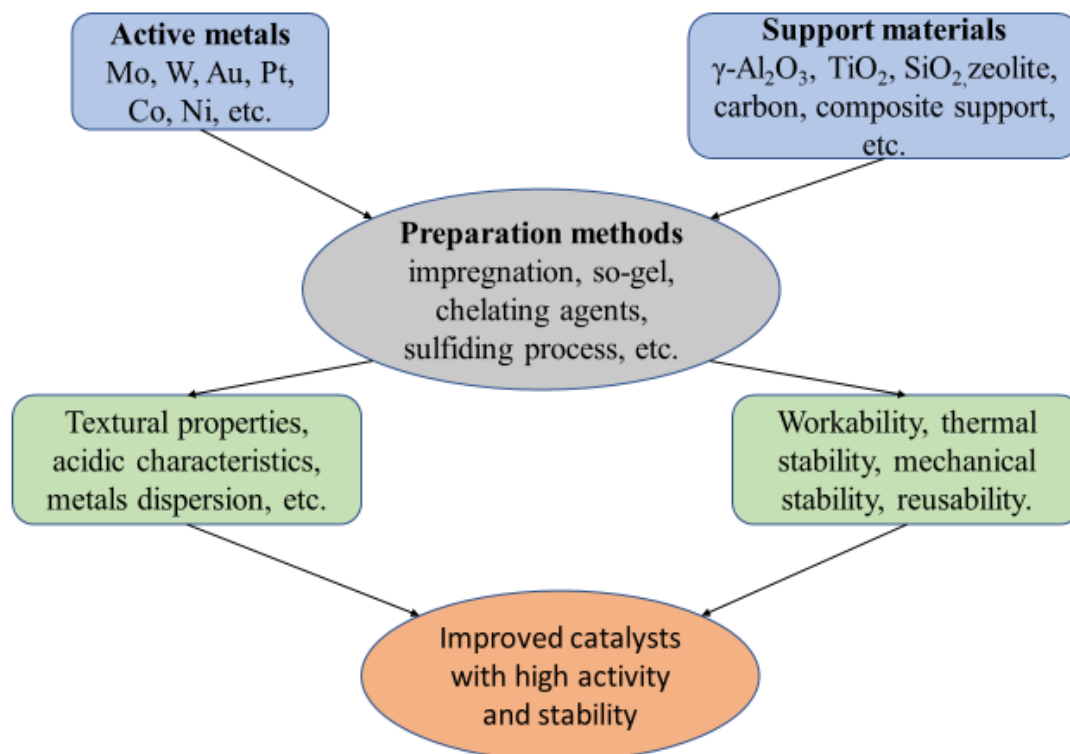 Active metals
Mo, W, Au, Pt,
Co, Ni, etc.
Support materials
γ-Al₂O₃, TiO₂, SiO₂,zeolite,
carbon, composite support,
etc.
Preparation methods
impregnation, so-gel,
chelating agents,
sulfiding process, etc.
Textural properties,
acidic characteristics,
metals dispersion, etc.
Workability, thermal
stability, mechanical
stability, reusability.
Improved catalysts
with high activity
and stability